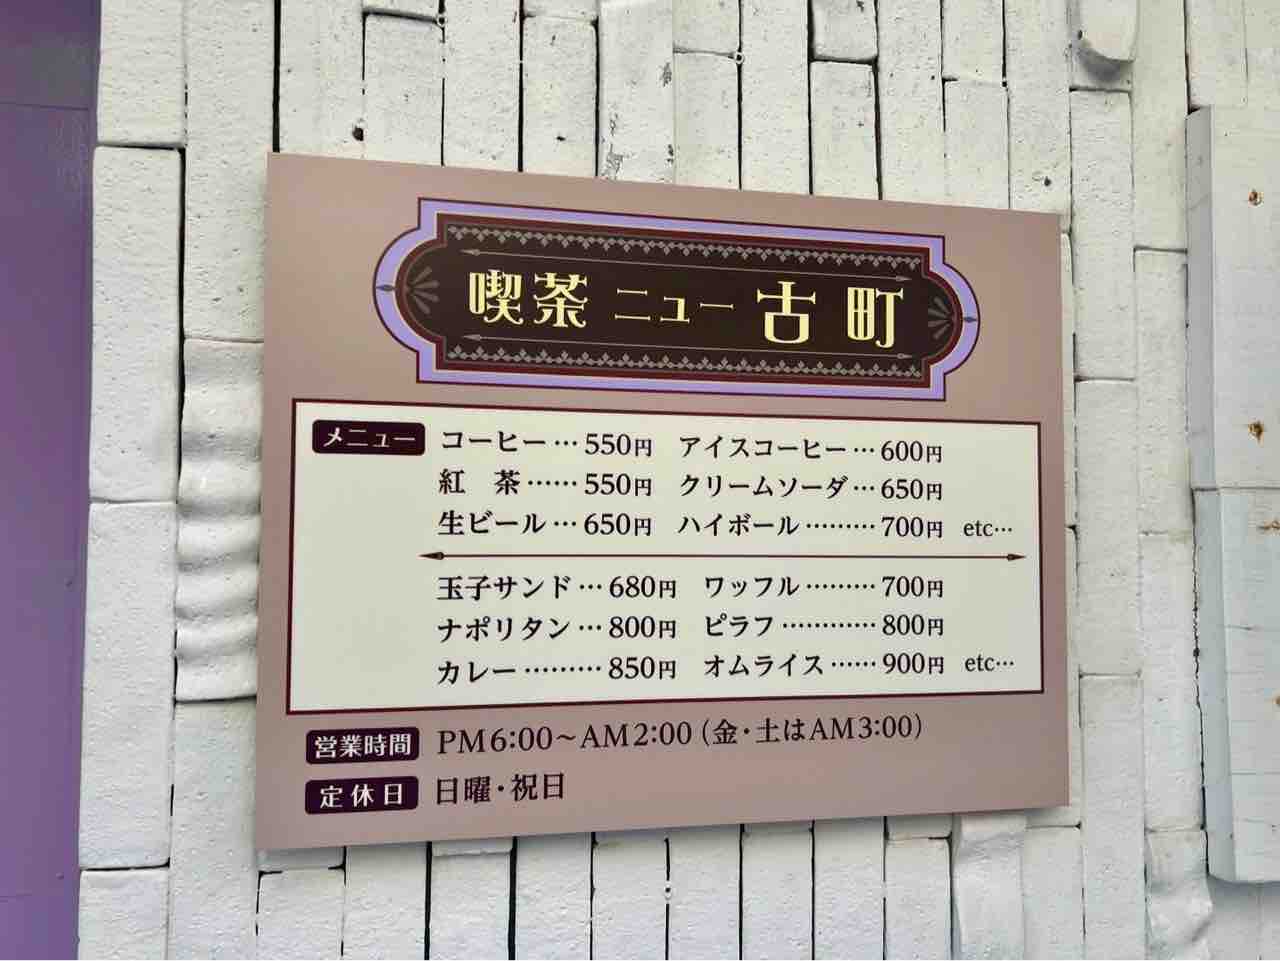 喫茶 ニュー 古町
メニュー コーヒー…550円 アイスコーヒー…600円
紅 茶……550円 クリームソーダ…650円
生ビール…650円 ハイボール………700円 etc…
玉子サンド…680円 ワッフル………700円
ナポリタン…800円 ピラフ…………800円
カレー………850円 オムライス……900円 etc…
営業時間 PM6:00〜AM2:00(金・土はAM3:00)
定休日 日曜・祝日